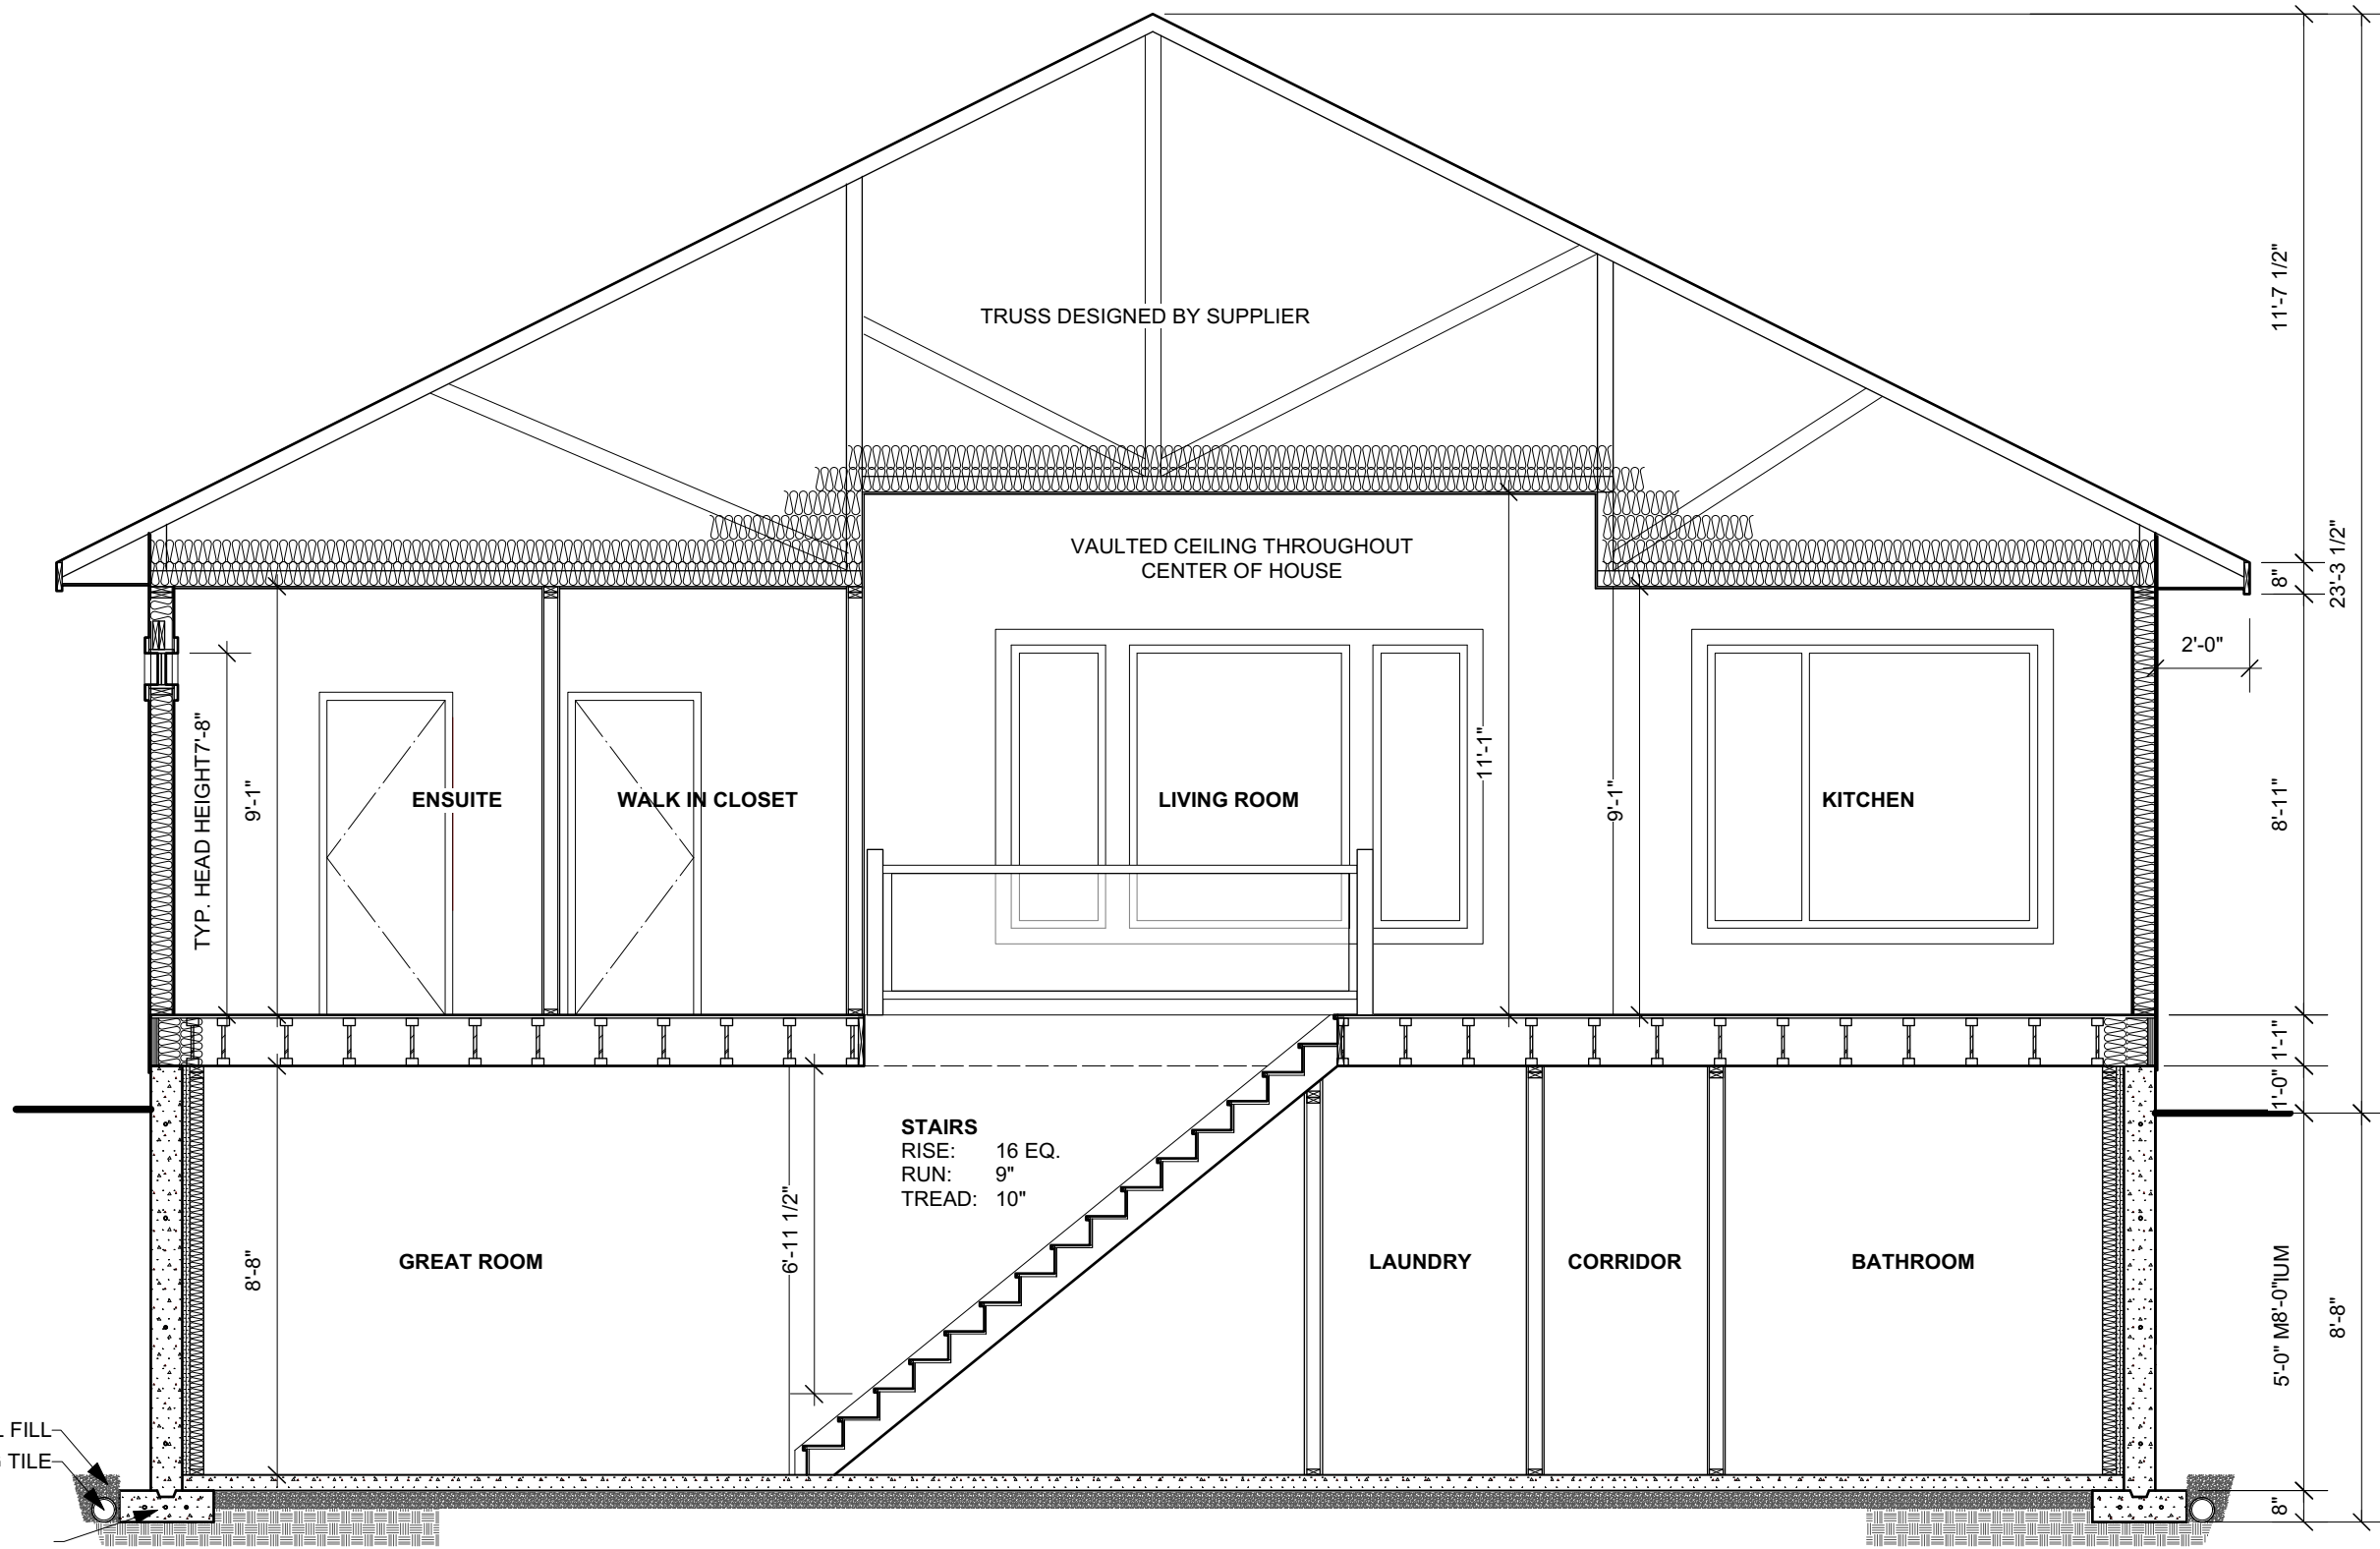 11'-7 1/2"
TRUSS DESIGNED BY SUPPLIER
VAULTED CEILING THROUGHOUT
CENTER OF HOUSE
8"
23'-3 1/2"
2'-0"
TYP. HEAD HEIGHT7'-8"
9'-1"
ENSUITE
WALK IN CLOSET
LIVING ROOM
11'-1"
9'-1"
KITCHEN
8'-11"
1'-1"
1'-0"
STAIRS
RISE: 16 EQ.
RUN: 9"
TREAD: 10"
8'-8"
GREAT ROOM
6'-11 1/2"
LAUNDRY
CORRIDOR
BATHROOM
8'-0"
5'-0"
8'-8"
FILL
TILE
8"